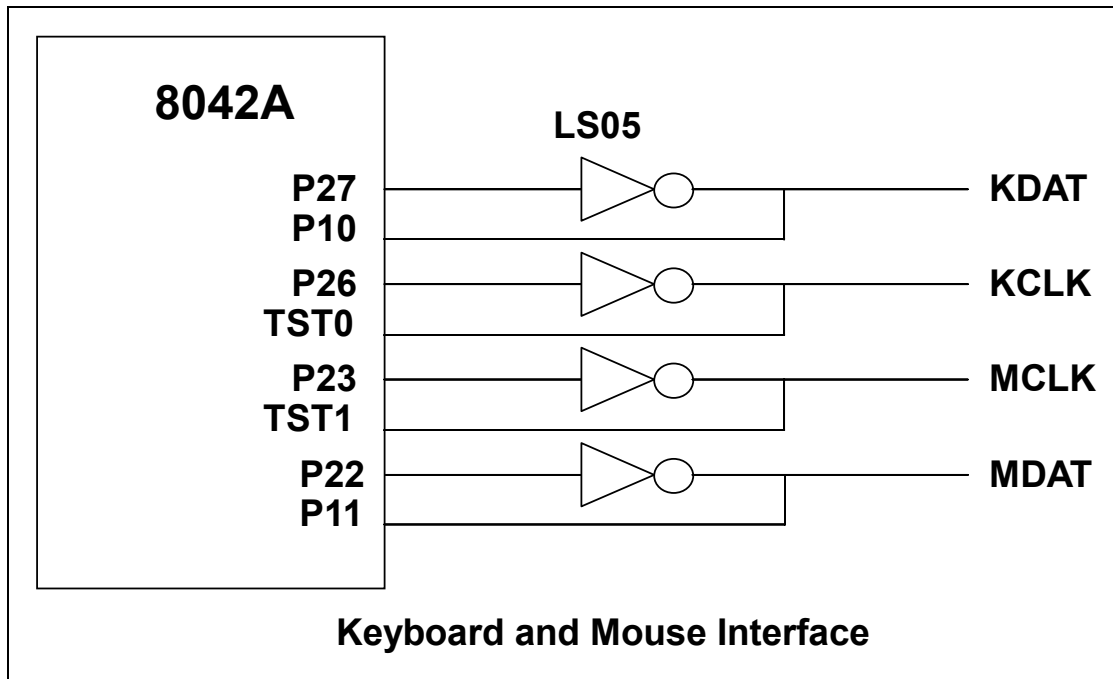 8042A
LS05
P27
KDAT
P10
P26
KCLK
TST0
P23
MCLK
TST1
P22
MDAT
P11
Keyboard and Mouse Interface